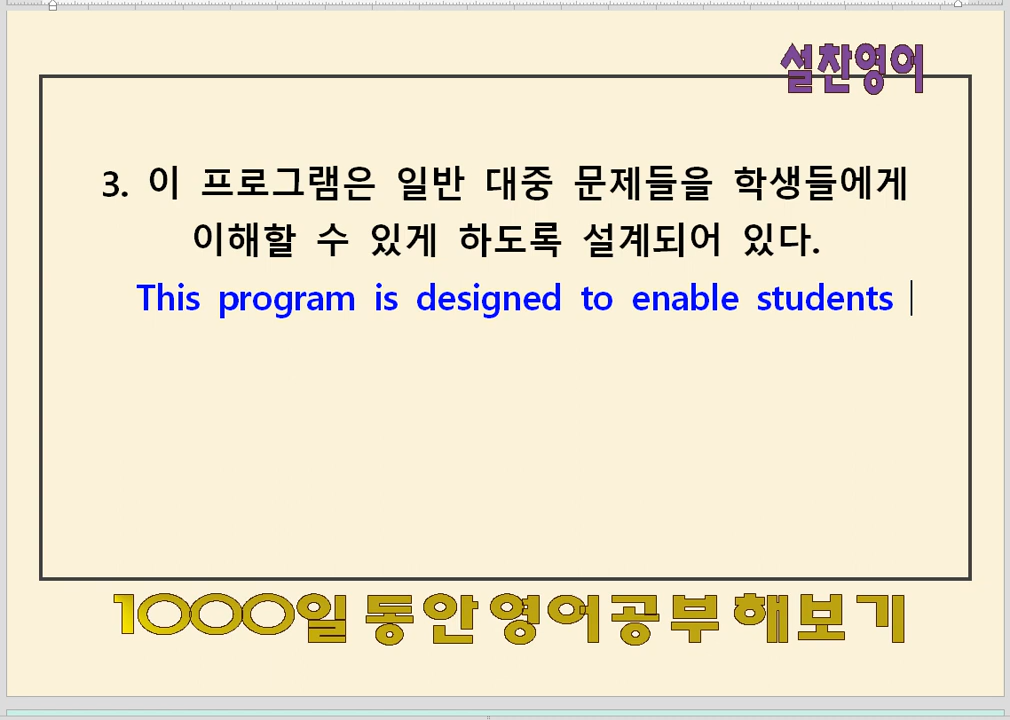 설찬영어
3. 이 프로그램은 일반 대중 문제들을 학생들에게
이해할 수 있게 하도록 설계되어 있다.
This program is designed to enable students
1000일 동안 영어공부 해보기